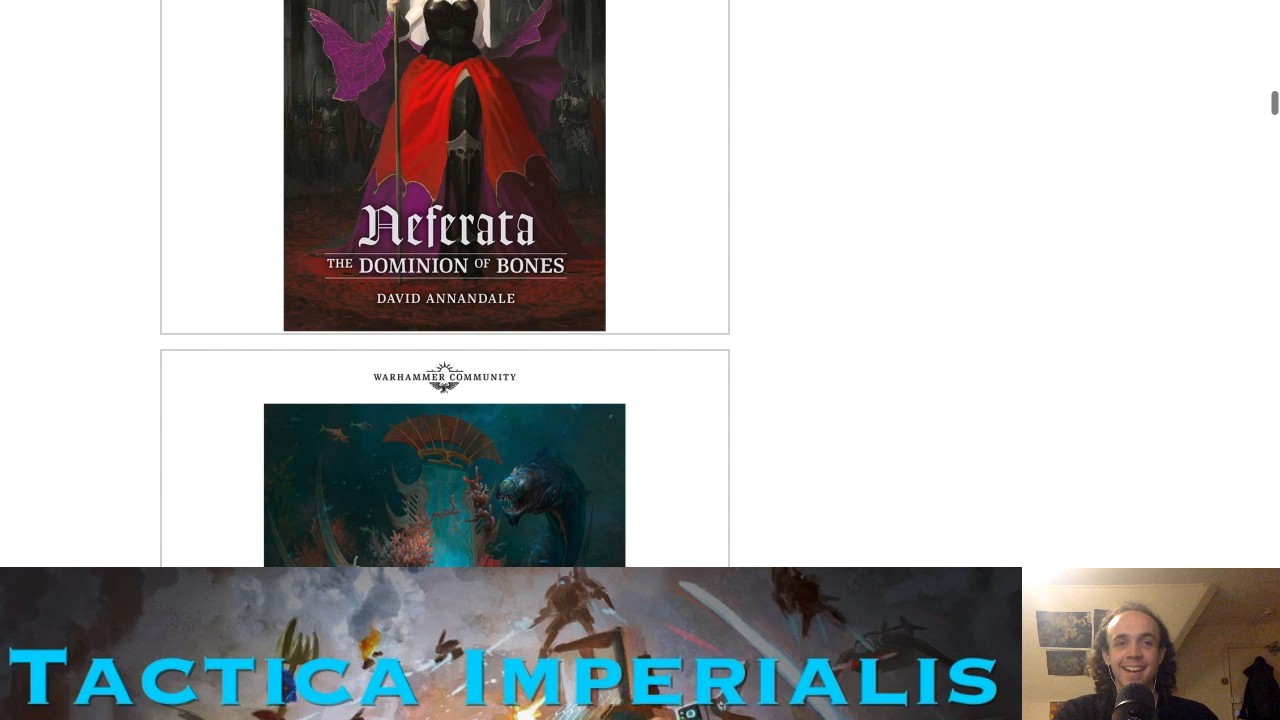 Neferata
THE DOMINION OF BONES
DAVID ANNANDALE
WARHAMMER COMMUNITY
TACTICA IMPERIALIS